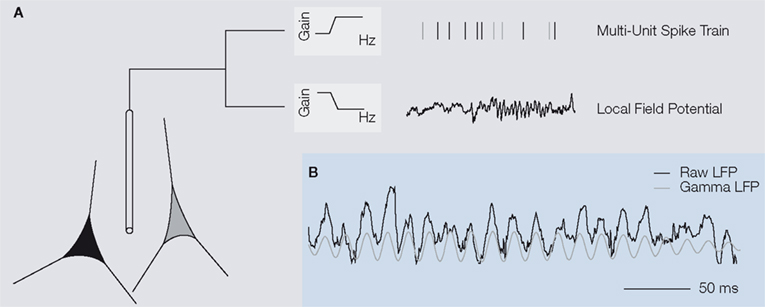 A
Gain
Hz
Multi-Unit Spike Train
Gain
Hz
Local Field Potential
B
Raw LFP
Gamma LFP
50 ms